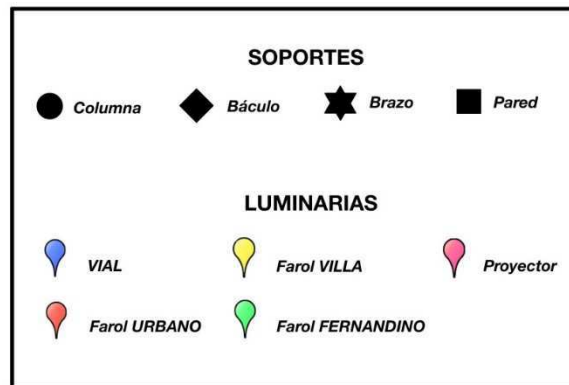 SOPORTES
Columna Báculo Brazo Pared
LUMINARIAS
VIAL Farol VILLA Proyector
Farol URBANO Farol FERNANDINO